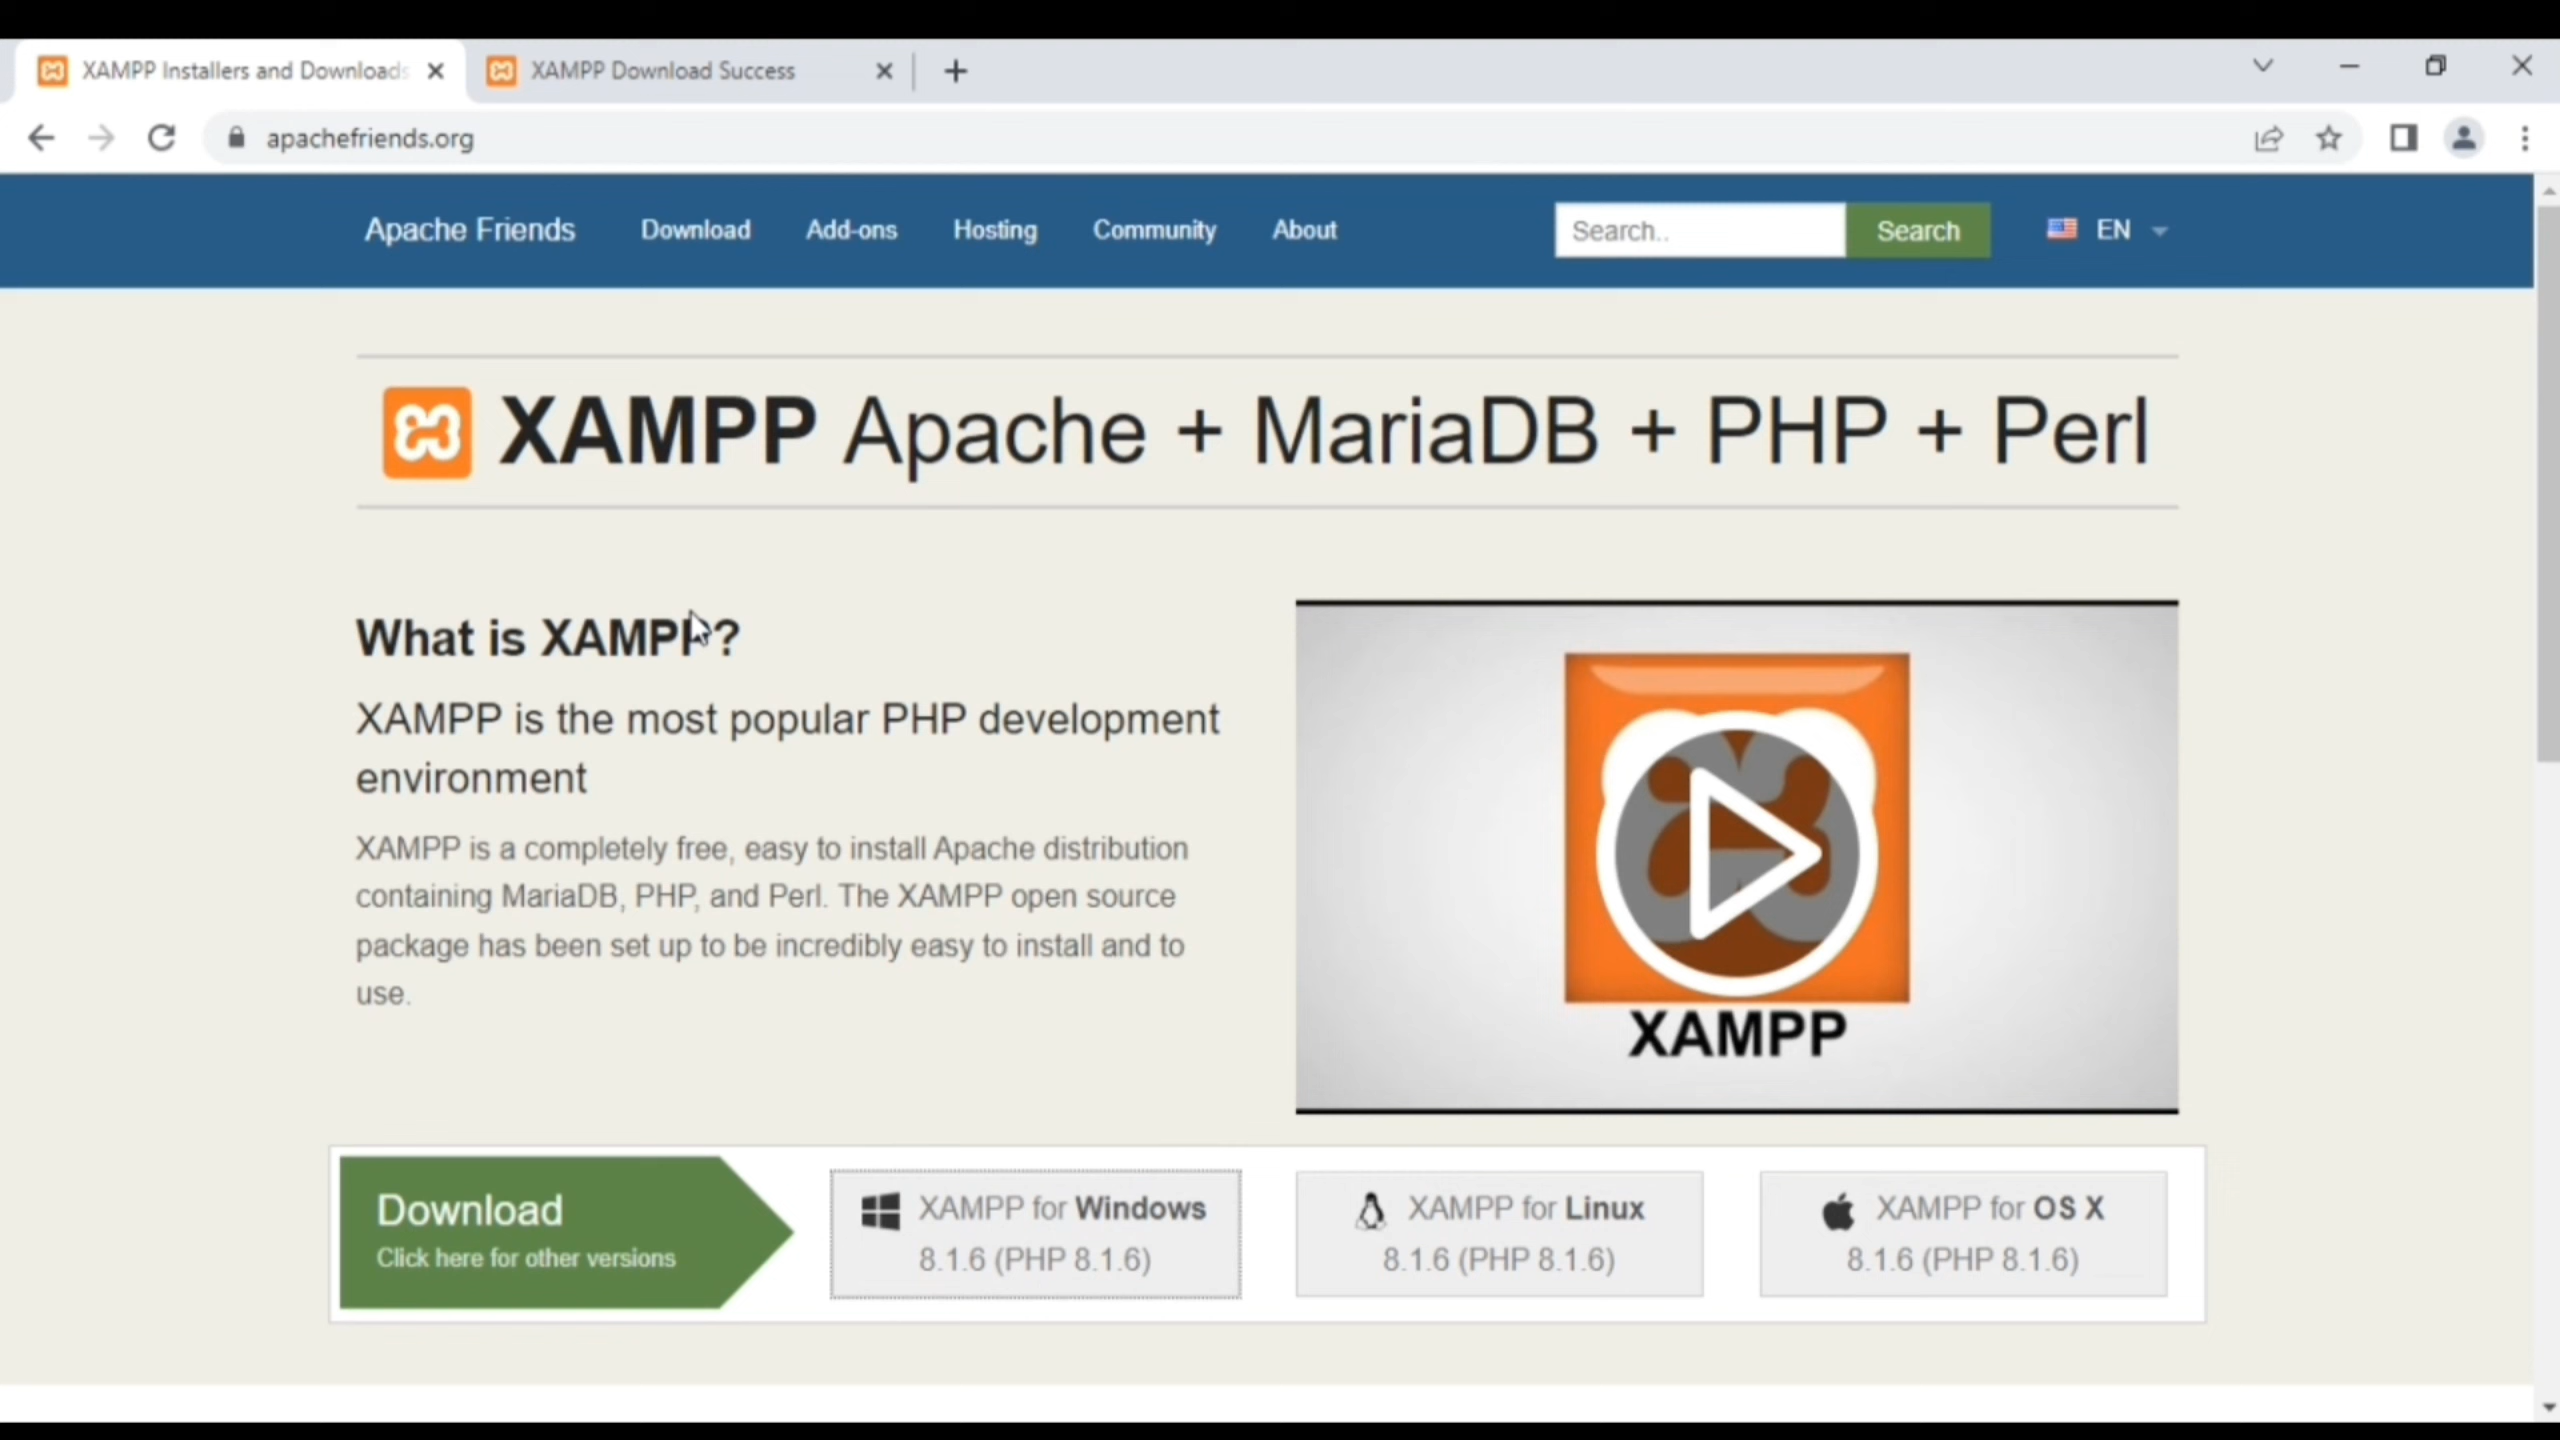 XAMPP Installers and Downloads
XAMPP Download Success
apachefriends.org
Apache Friends
Download
Add-ons
Hosting
Community
About
Search..
Search
EN
XAMPP Apache + MariaDB + PHP + Perl
What is XAMPP?
XAMPP is the most popular PHP development
environment
XAMPP is a completely free, easy to install Apache distribution
containing MariaDB, PHP, and Perl. The XAMPP open source
package has been set up to be incredibly easy to install and to
use.
XAMPP
Download
Click here for other versions
XAMPP for Windows
8.1.6 (PHP 8.1.6)
XAMPP for Linux
8.1.6 (PHP 8.1.6)
XAMPP for OS X
8.1.6 (PHP 8.1.6)